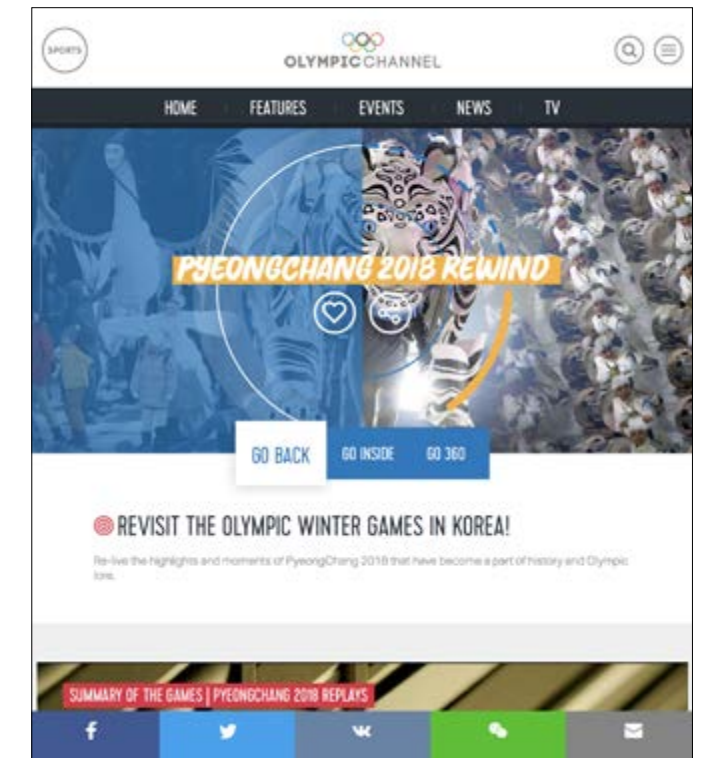 SPORTS
OLYMPICCHANNEL
HOME
FEATURES
EVENTS
NEWS
TV
PYEONGCHANG 2018 REWIND
GO BACK
GO INSIDE
GO 360
REVISIT THE OLYMPIC WINTER GAMES IN KOREA!
Re-live the highlights and moments of PyeongChang 2018 that have become a part of history and Olympic
lore.
SUMMARY OF THE GAMES | PYEONGCHANG 2018 REPLAYS